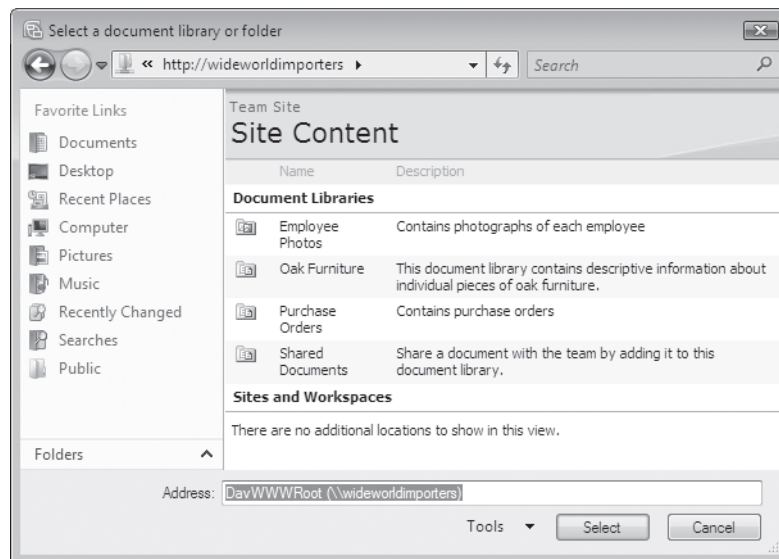 Select a document library or folder
« http://wideworldimporters
Search
Favorite Links
Documents
Desktop
Recent Places
Computer
Pictures
Music
Recently Changed
Searches
Public
Folders
Team Site
Site Content
Name Description
Document Libraries
Employee Photos
Contains photographs of each employee
Oak Furniture
This document library contains descriptive information about
individual pieces of oak furniture.
Purchase Orders
Contains purchase orders
Shared Documents
Share a document with the team by adding it to this
document library.
Sites and Workspaces
There are no additional locations to show in this view.
Address: DavWWWRoot (\\wideworldimporters)
Tools Select Cancel